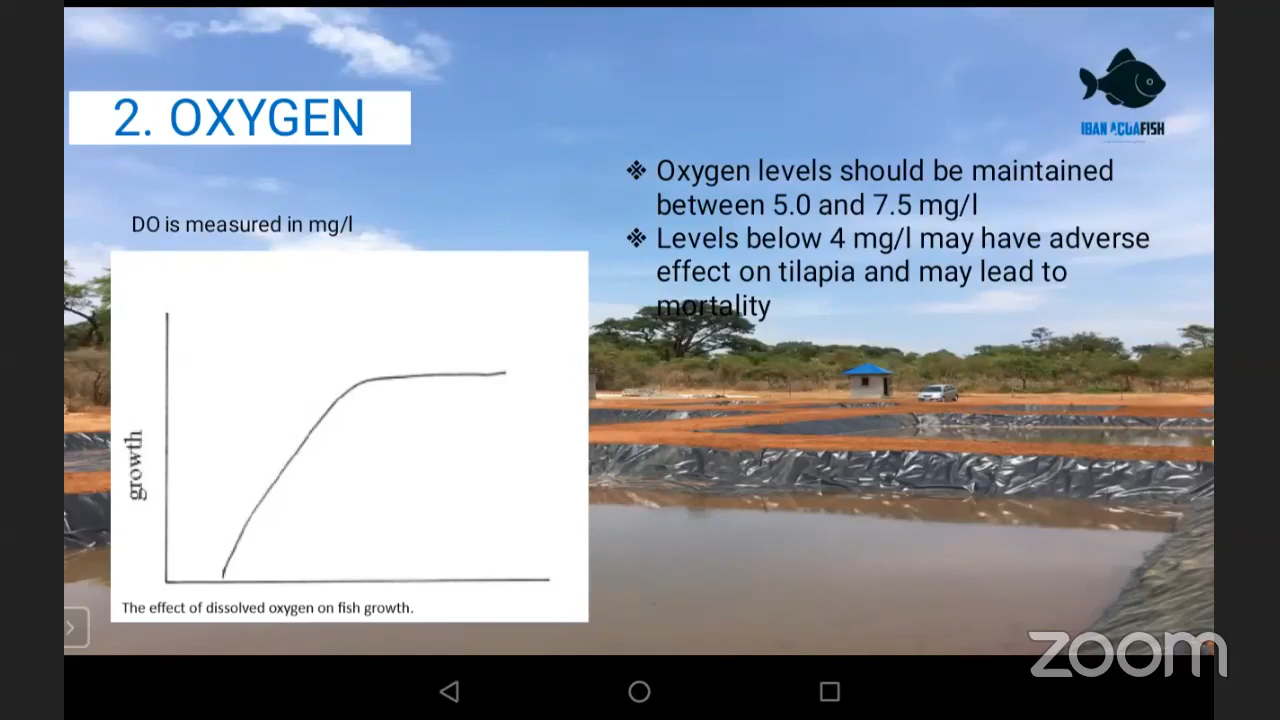 2. OXYGEN
IBAN AQUAFISH
Oxygen levels should be maintained
between 5.0 and 7.5 mg/l
Levels below 4 mg/l may have adverse
effect on tilapia and may lead to
mortality
DO is measured in mg/l
growth
The effect of dissolved oxygen on fish growth.
zoom